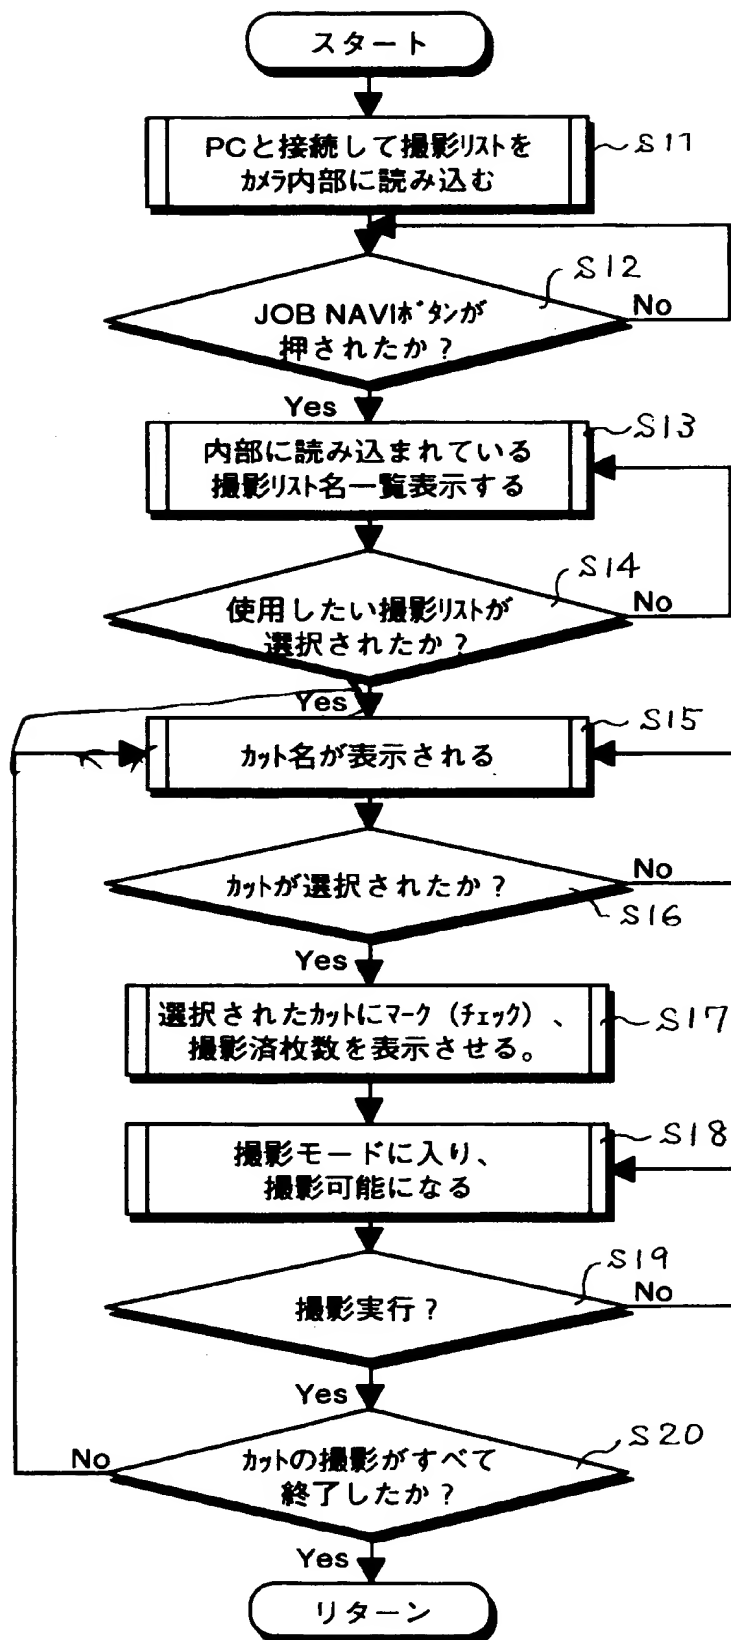 スタート
PCと接続して撮影リストを
カメラ内部に読み込む
S11
S12
JOB NAVIボタンが
押されたか？
No
Yes
S13
内部に読み込まれている
撮影リスト名一覧表示する
S14
使用したい撮影リストが
選択されたか？
No
Yes
S15
カット名が表示される
カットが選択されたか？
No
S16
Yes
選択されたカットにマーク（チェック）、
撮影済枚数を表示させる。
S17
S18
撮影モードに入り、
撮影可能になる
S19
撮影実行？
No
Yes
S20
カットの撮影がすべて
終了したか？
No
Yes
リターン